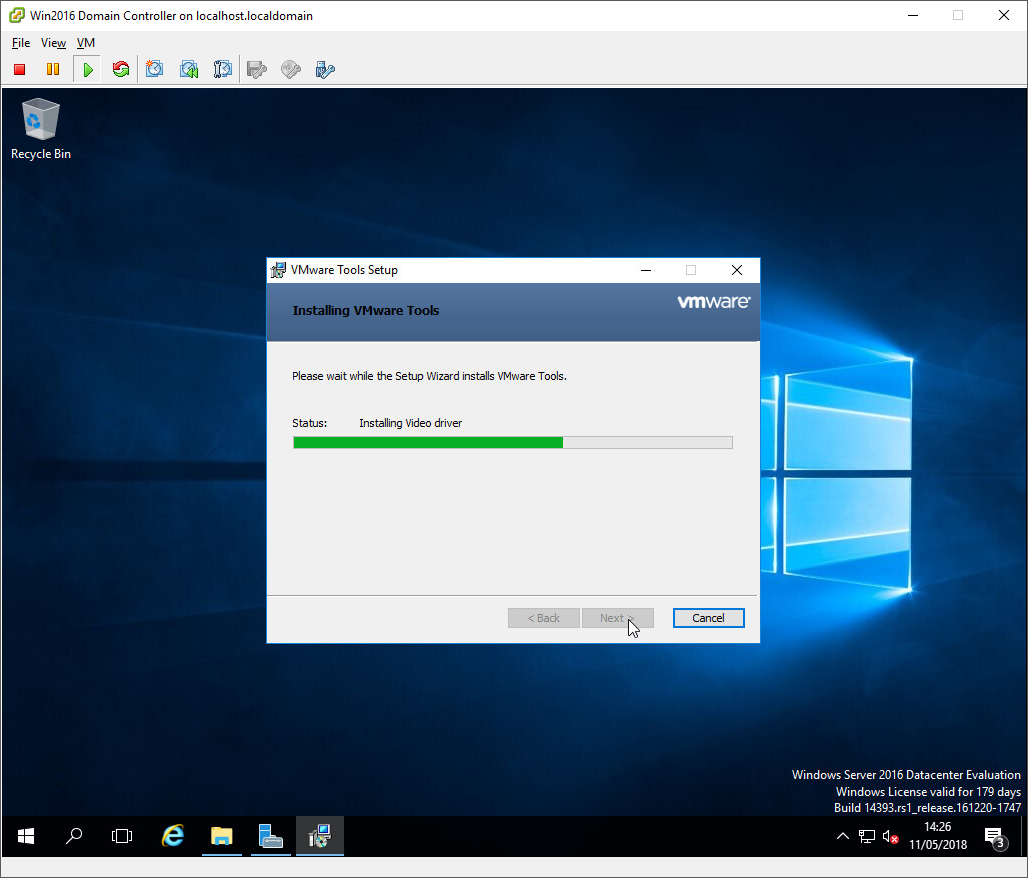 Win2016 Domain Controller on localhost.localdomain
File View VM
Recycle Bin
VMware Tools Setup
Installing VMware Tools
vmware®
Please wait while the Setup Wizard installs VMware Tools.
Status: Installing Video driver
< Back Next > Cancel
Windows Server 2016 Datacenter Evaluation
Windows License valid for 179 days
Build 14393.rs1_release.161220-1747
14:26
11/05/2018
3